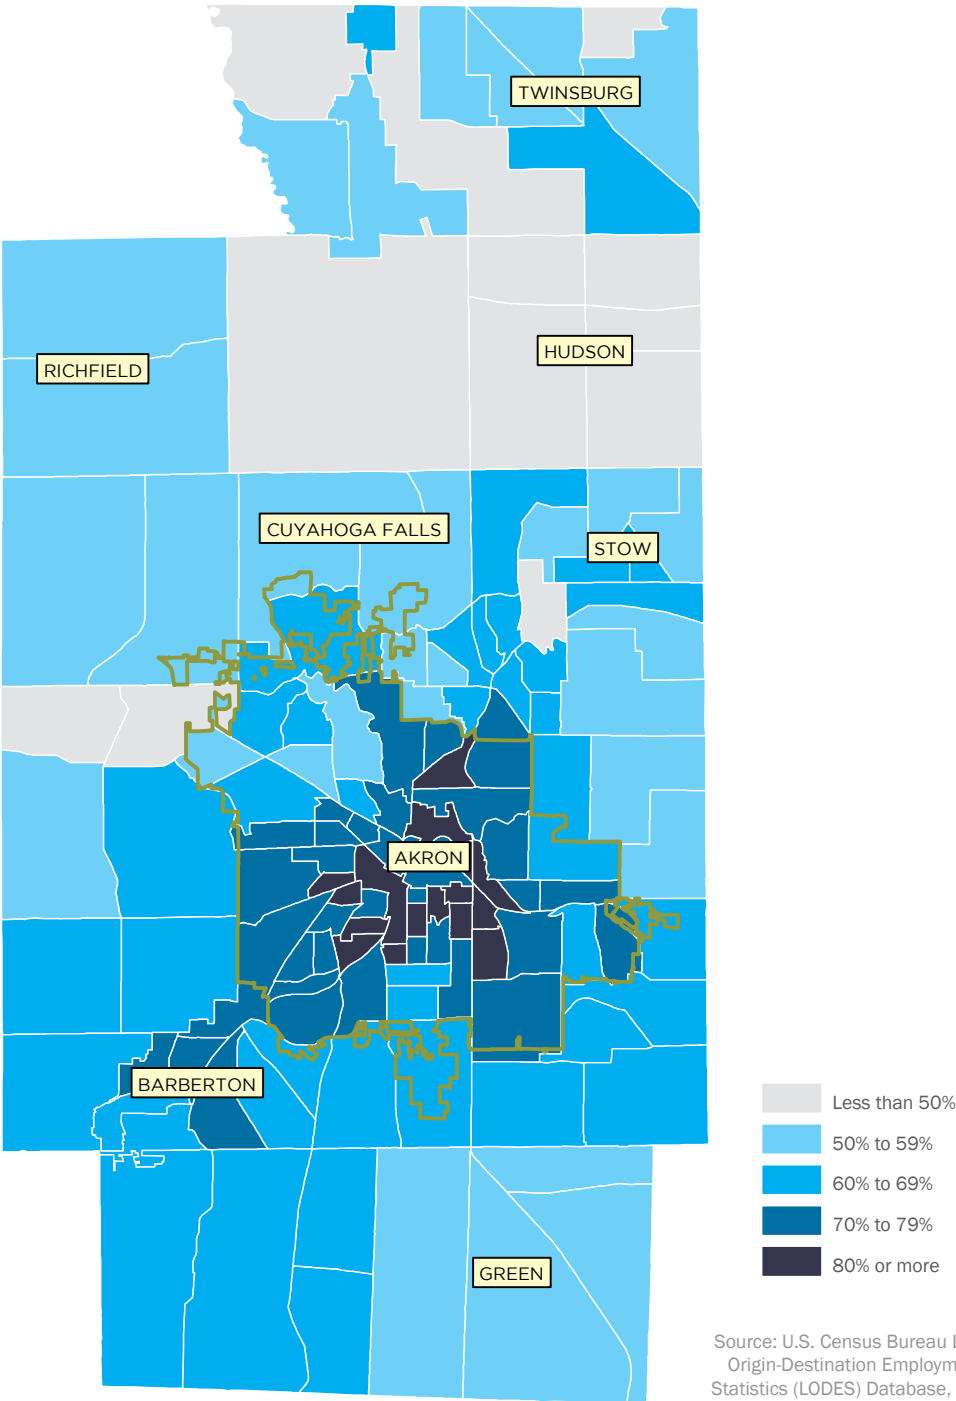 TWINSBURG
HUDSON
RICHFIELD
CUYAHOGA FALLS
STOW
AKRON
BARBERTON
GREEN
Less than 50%
50% to 59%
60% to 69%
70% to 79%
80% or more
Source: U.S. Census Bureau
Origin-Destination
Statistics (LODES) Database,